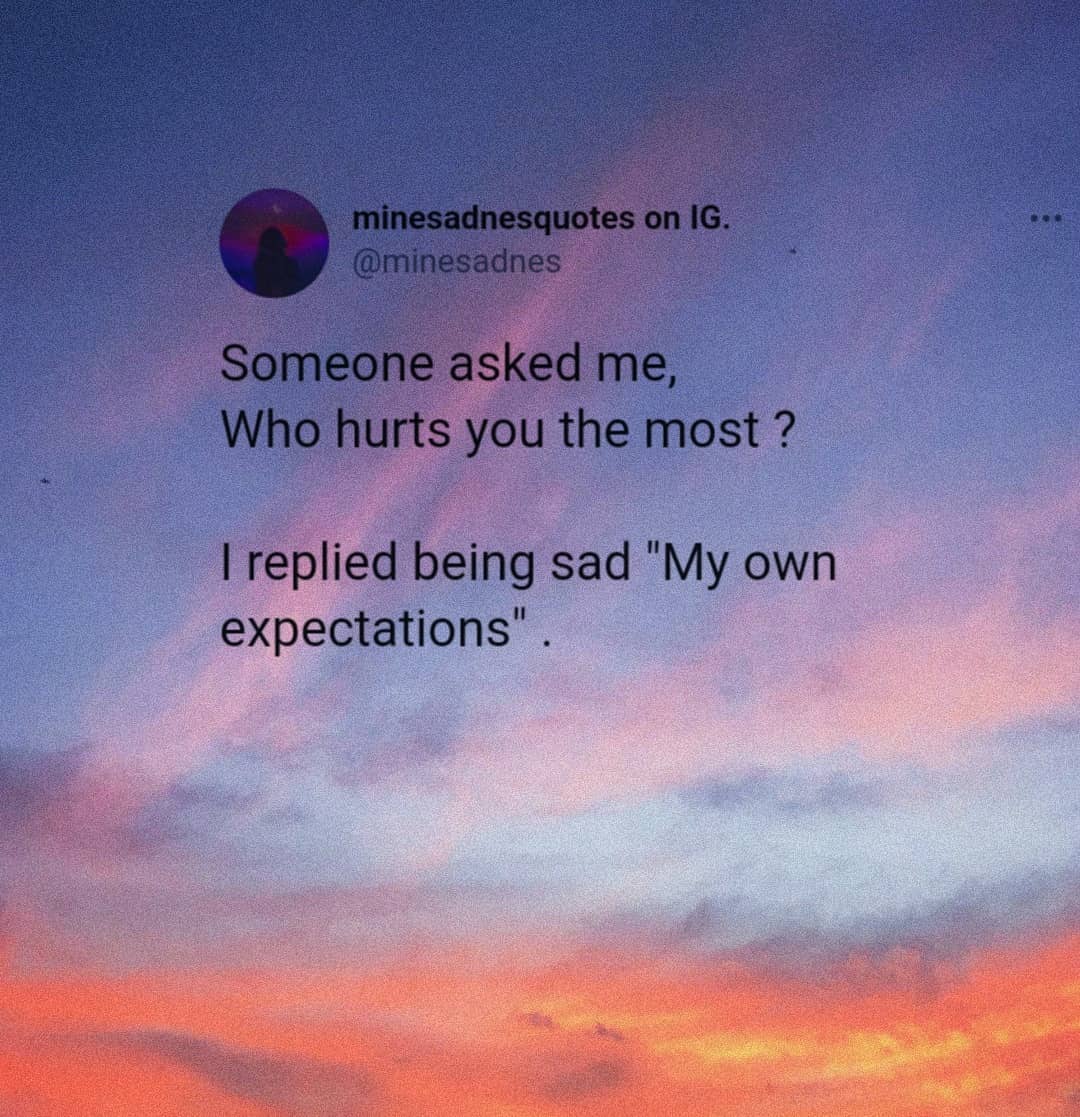 minesadnesquotes on IG.
@minesadnes
Someone asked me,
Who hurts you the most ?
I replied being sad "My own
expectations" .